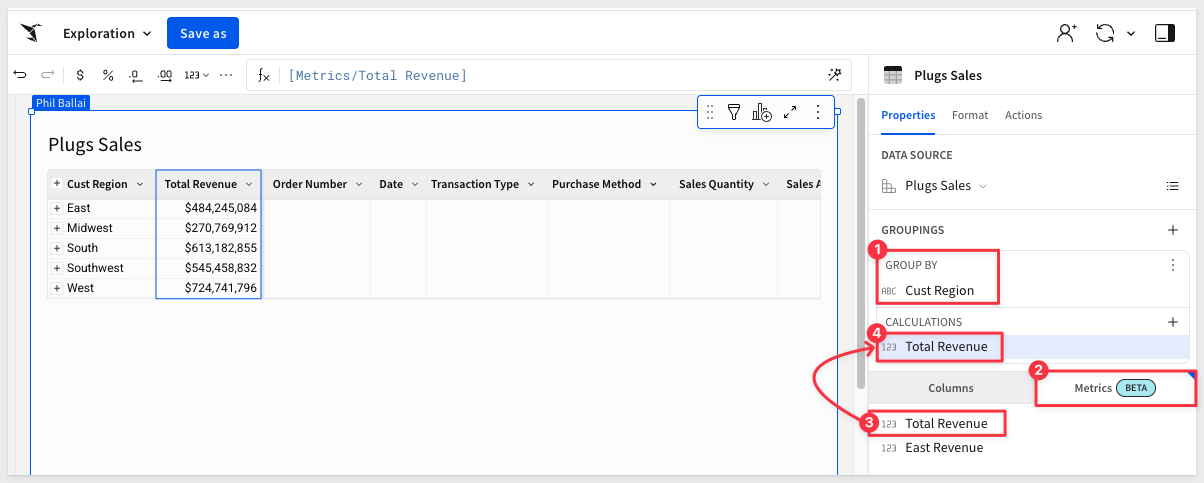 Exploration Save as
$ % .0 .00 123 ··· fx [Metrics/Total Revenue]
Phil Ballai
Plugs Sales
Cust Region Total Revenue Order Number Date Transaction Type Purchase Method Sales Quantity Sales A
East $484,245,084
Midwest $270,769,912
South $613,182,855
Southwest $545,458,832
West $724,741,796
Plugs Sales
Properties Format Actions
DATA SOURCE
Plugs Sales
GROUPINGS
1
GROUP BY
ABC Cust Region
CALCULATIONS
4
123 Total Revenue
2
Columns Metrics BETA
3 123 Total Revenue
123 East Revenue